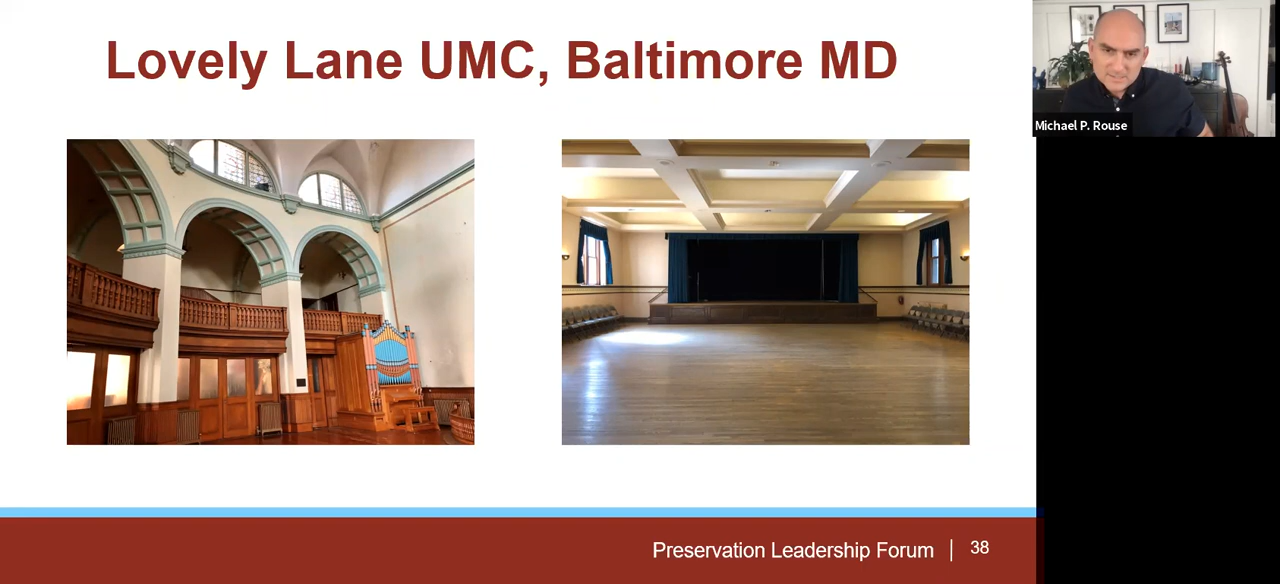 Lovely Lane UMC, Baltimore MD
Michael P. Rouse
Preservation Leadership Forum | 38